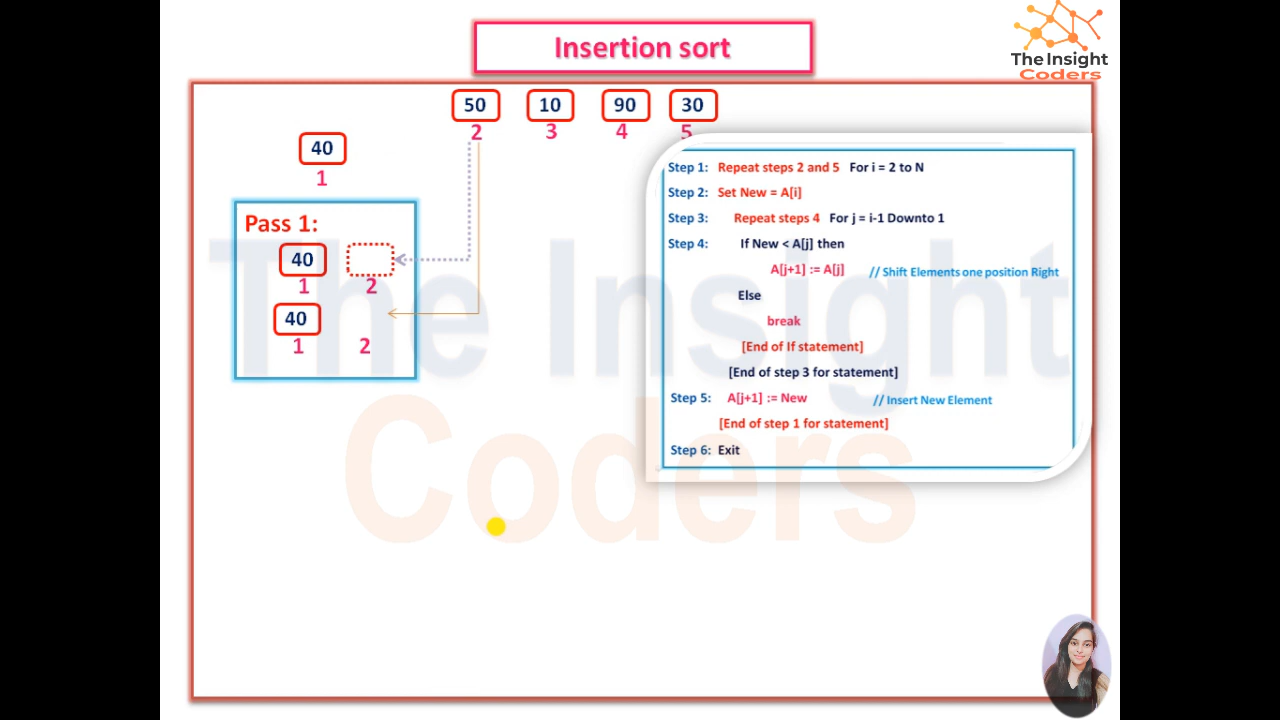 Insertion sort
The Insight
Coders
50 10 90 30
2 3 4 5
40
1
Pass 1:
40
1 2
40
1 2
Step 1: Repeat steps 2 and 5 For i = 2 to N
Step 2: Set New = A[i]
Step 3: Repeat steps 4 For j = i-1 Downto 1
Step 4: If New < A[j] then
A[j+1] := A[j] // Shift Elements one position Right
Else
break
[End of If statement]
[End of step 3 for statement]
Step 5: A[j+1] := New // Insert New Element
[End of step 1 for statement]
Step 6: Exit
The Insight
Coders